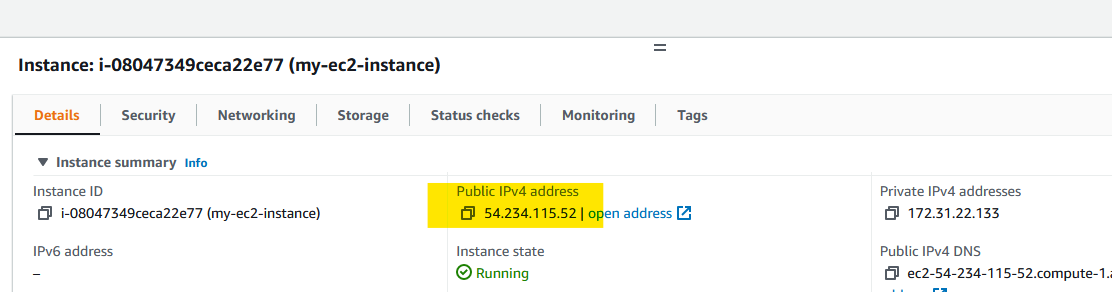 Instance: i-08047349ceca22e77 (my-ec2-instance)
Details Security Networking Storage Status checks Monitoring Tags
Instance summary Info
Instance ID Public IPv4 address Private IPv4 addresses
i-08047349ceca22e77 (my-ec2-instance) 54.234.115.52 | open address 172.31.22.133
IPv6 address Instance state Public IPv4 DNS
– Running ec2-54-234-115-52.compute-1.a